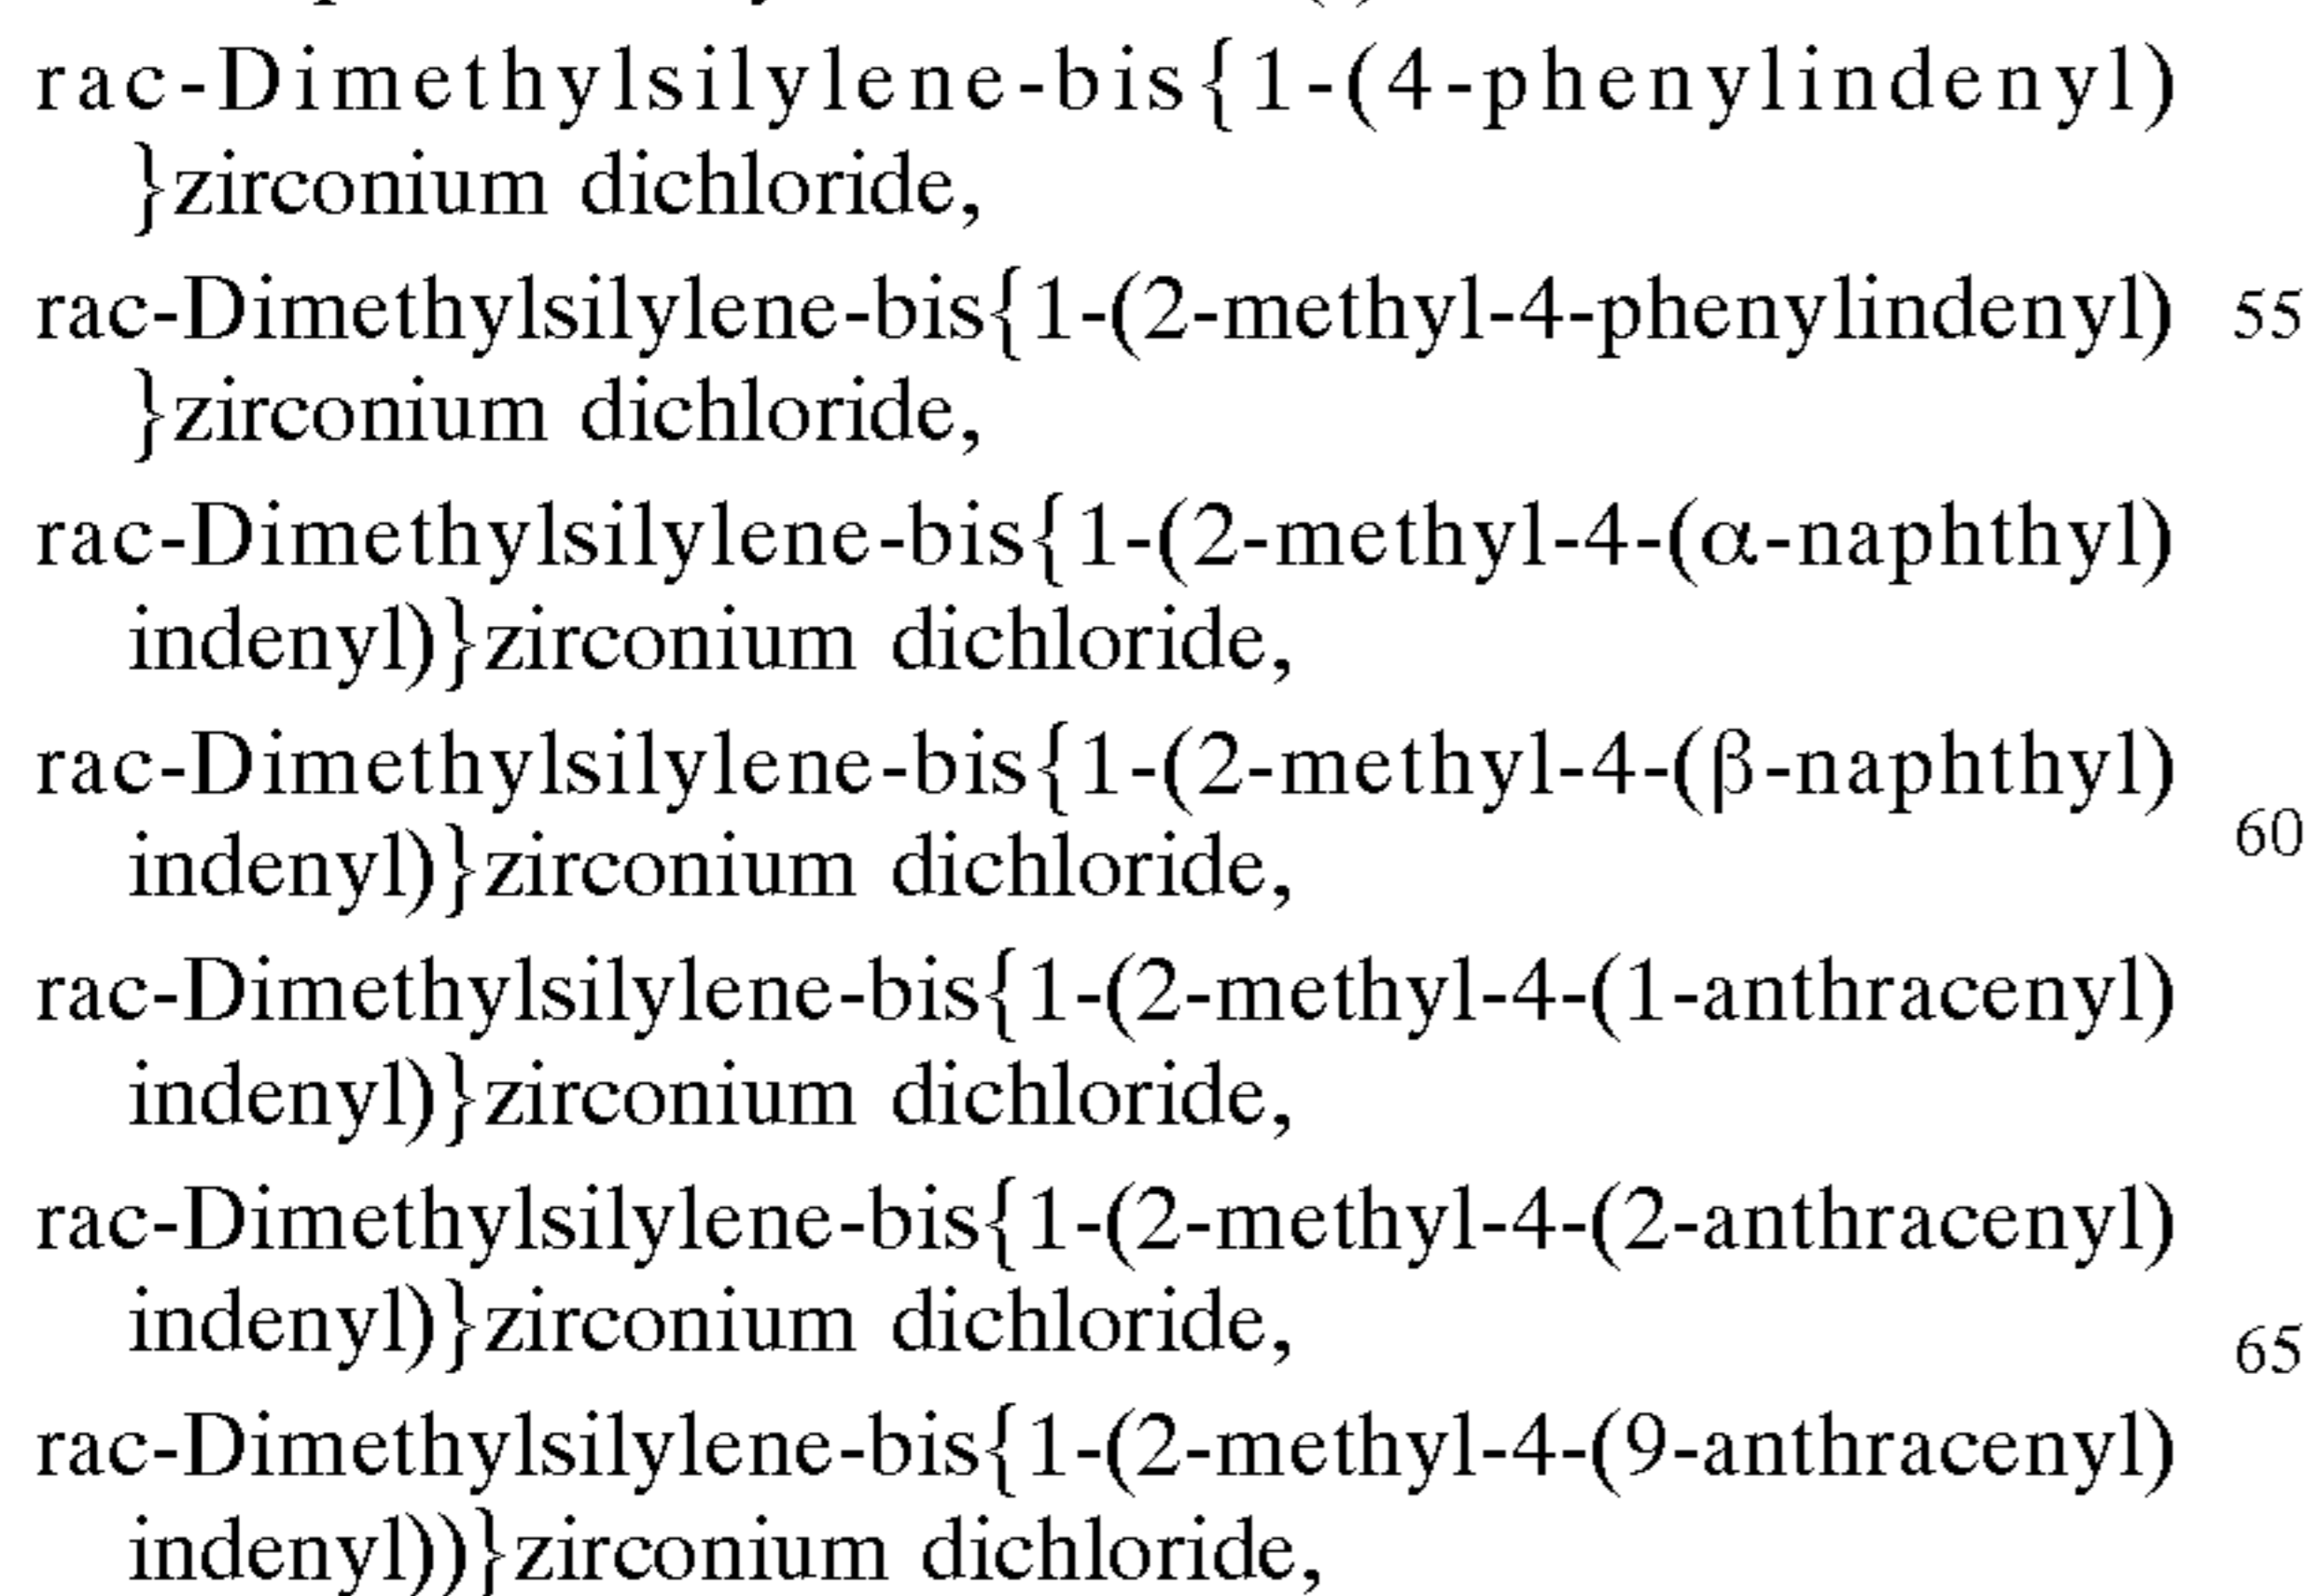 rac-Dimethylsilylene-bis{1-(4-phenylindenyl)
}zirconium dichloride,
rac-Dimethylsilylene-bis{1-(2-methyl-4-phenylindenyl) 55
}zirconium dichloride,
rac-Dimethylsilylene-bis{1-(2-methyl-4-(α-naphthyl)
indenyl)}zirconium dichloride,
rac-Dimethylsilylene-bis{1-(2-methyl-4-(β-naphthyl)
60
indenyl)}zirconium dichloride,
rac-Dimethylsilylene-bis{1-(2-methyl-4-(1-anthracenyl)
indenyl)}zirconium dichloride,
rac-Dimethylsilylene-bis{1-(2-methyl-4-(2-anthracenyl)
indenyl)}zirconium dichloride,
65
rac-Dimethylsilylene-bis{1-(2-methyl-4-(9-anthracenyl)
indenyl))}zirconium dichloride,